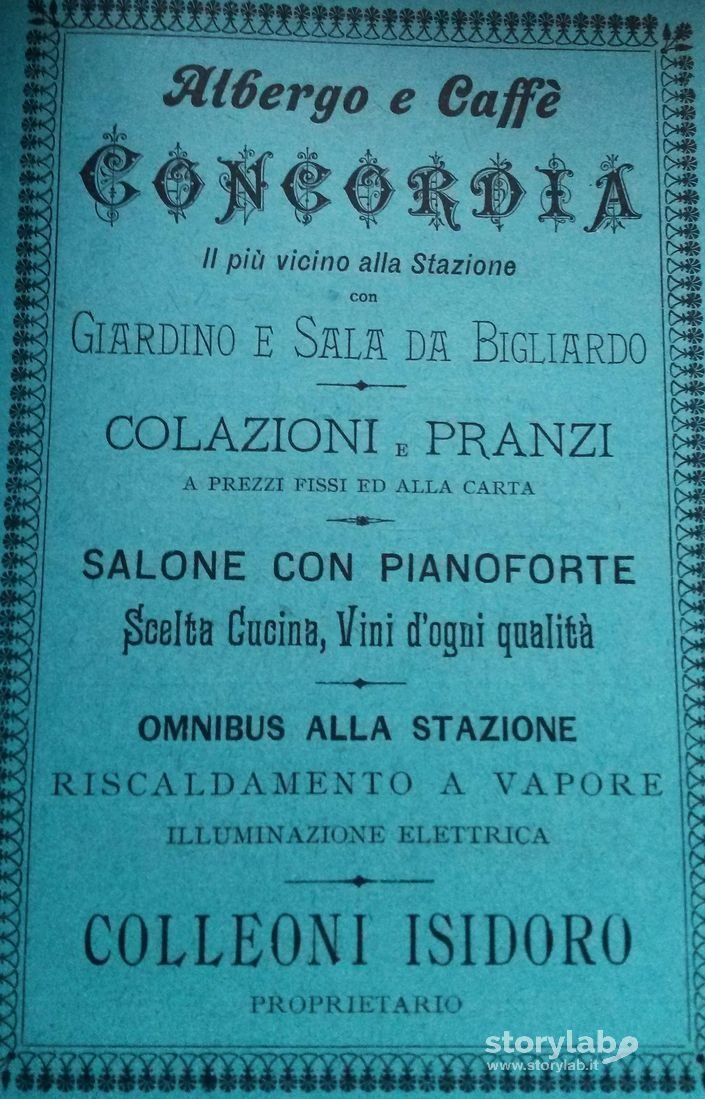 Albergo e Caffè
CONCORDIA
Il più vicino alla Stazione
con
GIARDINO E SALA DA BIGLIARDO
COLAZIONI E PRANZI
A PREZZI FISSI ED ALLA CARTA
SALONE CON PIANOFORTE
Scelta Cucina, Vini d'ogni qualità
OMNIBUS ALLA STAZIONE
RISCALDAMENTO A VAPORE
ILLUMINAZIONE ELETTRICA
COLLEONI ISIDORO
PROPRIETARIO
storylab
www.storylab.it